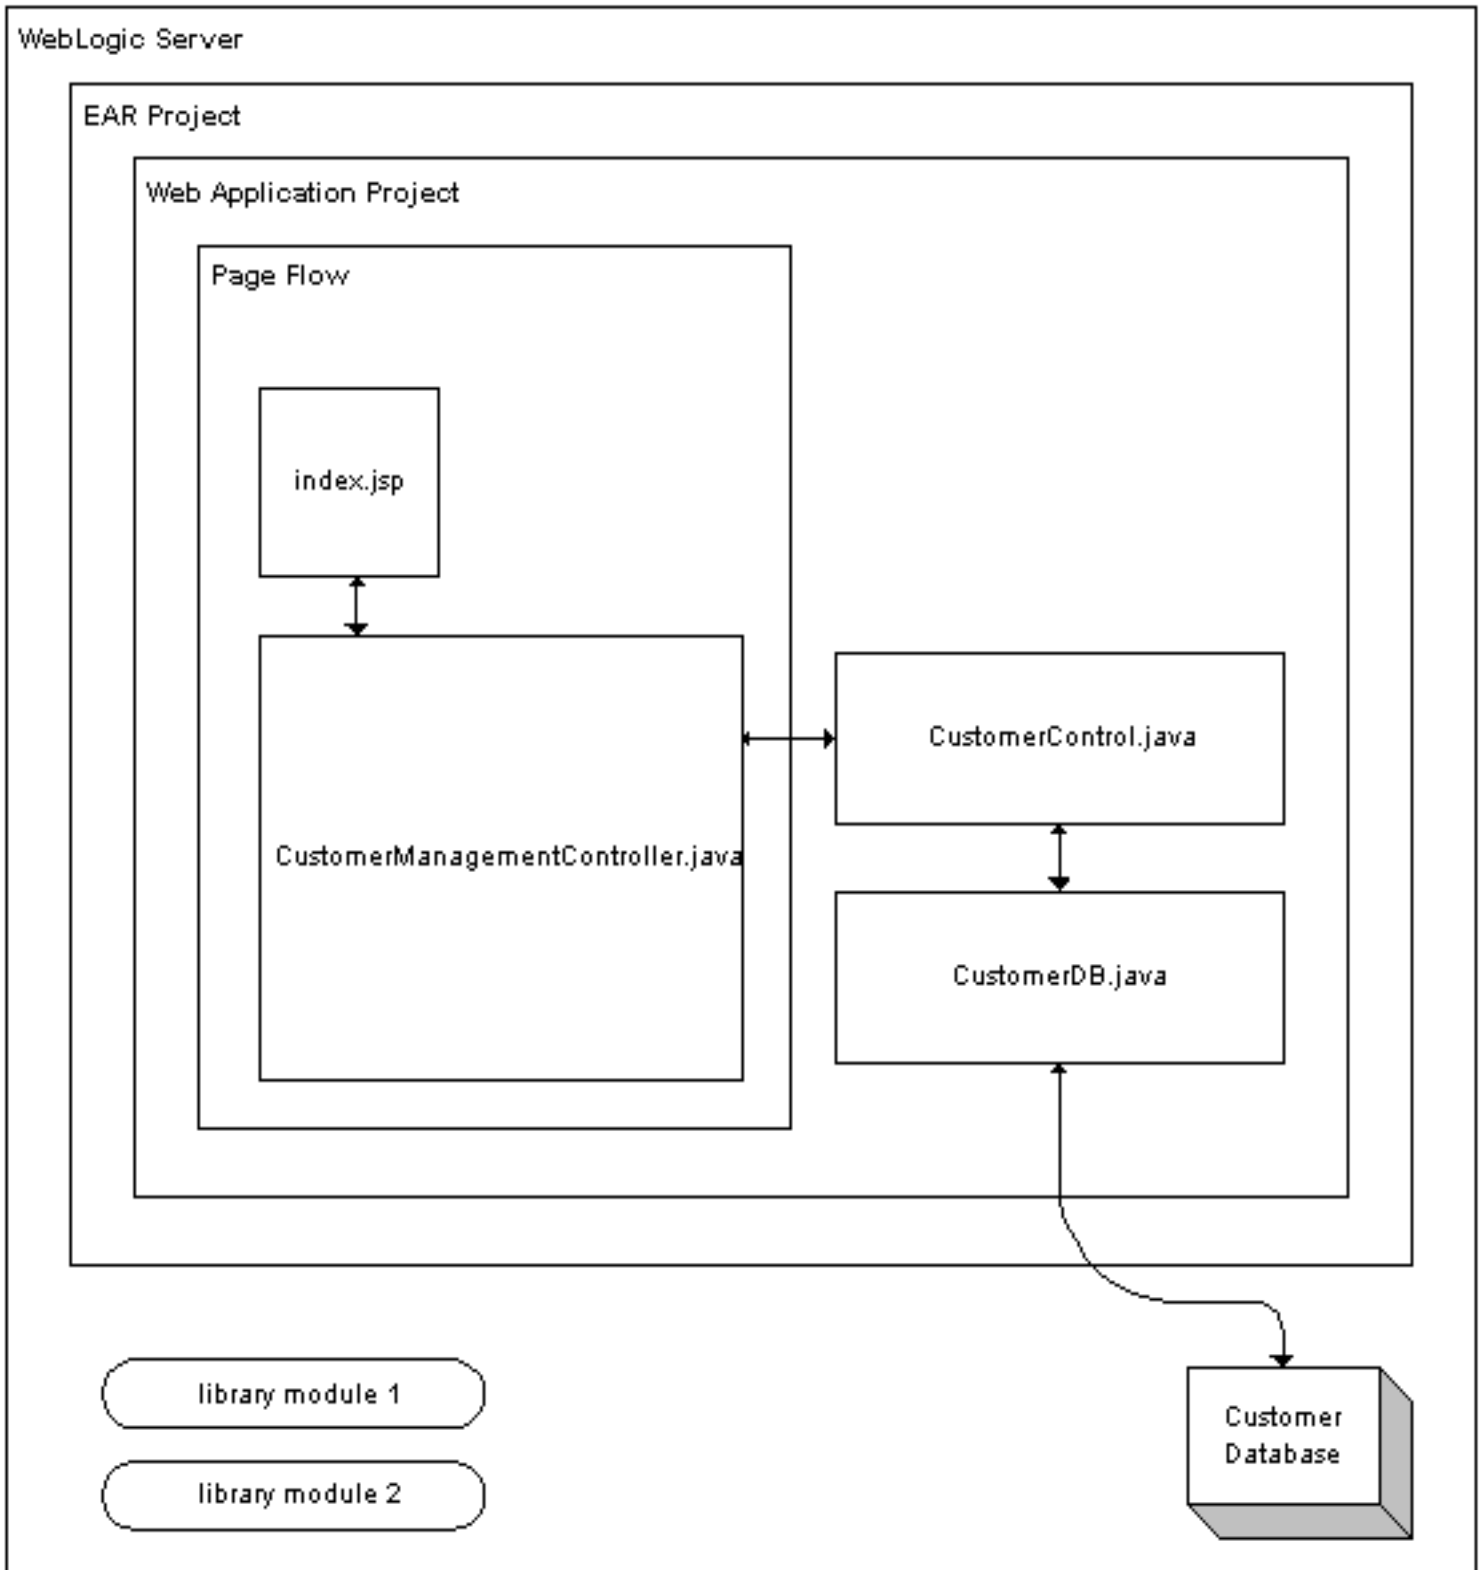 WebLogic Server
EAR Project
Web Application Project
Page Flow
index.jsp
CustomerManagementController.java
CustomerControl.java
CustomerDB.java
library module 1
library module 2
Customer
Database